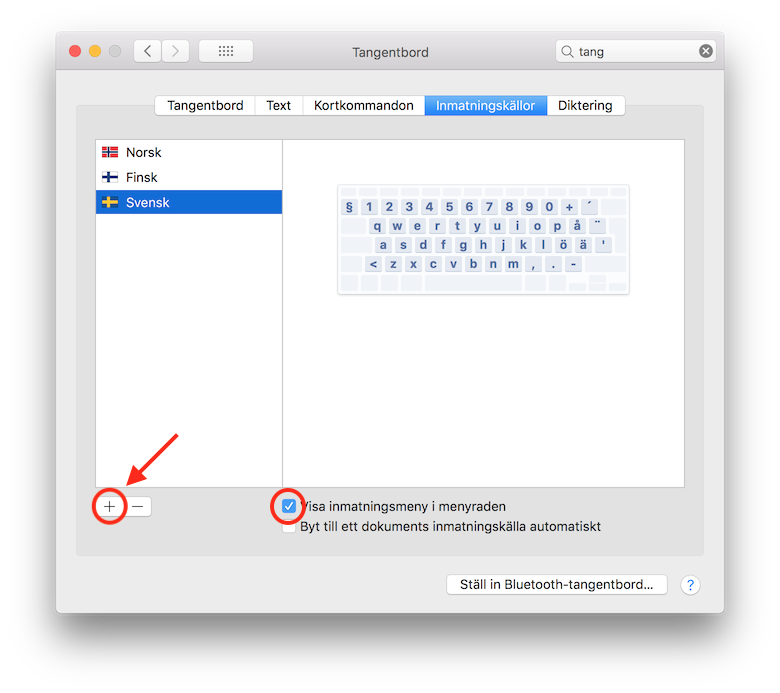 Tangentbord
tang
Tangentbord Text Kortkommandon Inmatningskällor Diktering
Norsk
Finsk
Svensk
§ 1 2 3 4 5 6 7 8 9 0 + ´
q w e r t y u i o p å ¨
a s d f g h j k l ö ä '
< z x c v b n m , . -
+ −
Visa inmatningsmeny i menyraden
Byt till ett dokuments inmatningskälla automatiskt
Ställ in Bluetooth-tangentbord... ?